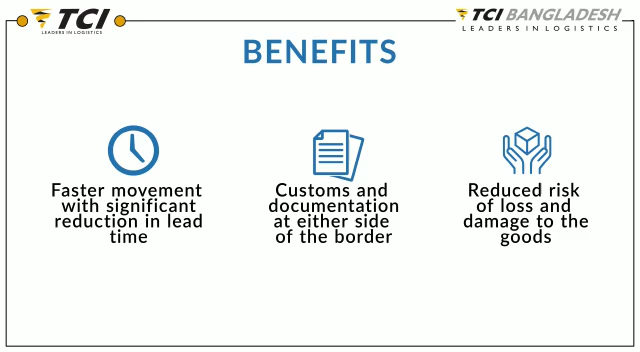 TCI
LEADERS IN LOGISTICS
TCI BANGLADESH
LEADERS IN LOGISTICS
BENEFITS
Faster movement
with significant
reduction in lead
time
Customs and
documentation
at either side
of the border
Reduced risk
of loss and
damage to the
goods